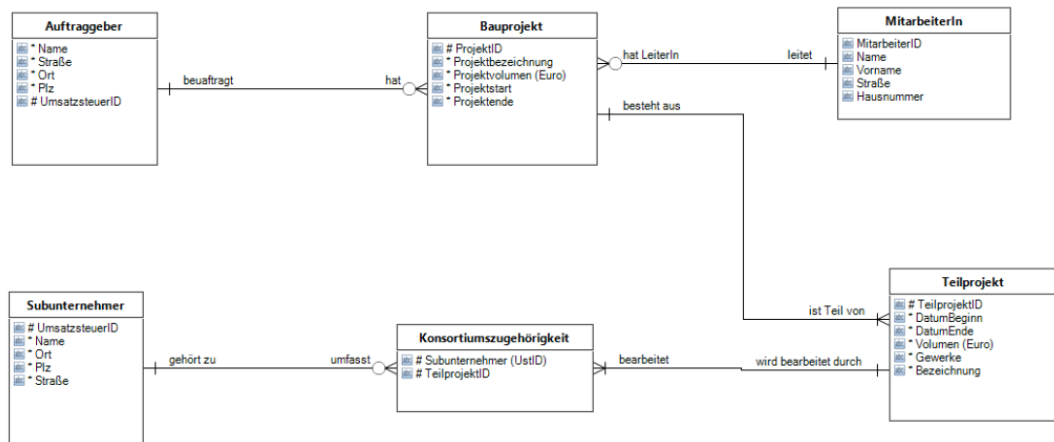 Auftraggeber
* Name
* Straße
* Ort
* Plz
# UmsatzsteuerID
beuaftragt
hat
Bauprojekt
# ProjektID
* Projektbezeichnung
* Projektvolumen (Euro)
* Projektstart
* Projektende
hat LeiterIn
leitet
MitarbeiterIn
MitarbeiterID
Name
Vorname
Straße
Hausnummer
besteht aus
ist Teil von
Teilprojekt
# TeilprojektID
* DatumBeginn
* DatumEnde
* Volumen (Euro)
* Gewerke
* Bezeichnung
Subunternehmer
# UmsatzsteuerID
* Name
* Ort
* Plz
* Straße
gehört zu
umfasst
Konsortiumszugehörigkeit
# Subunternehmer (UstID)
# TeilprojektID
bearbeitet
wird bearbeitet durch